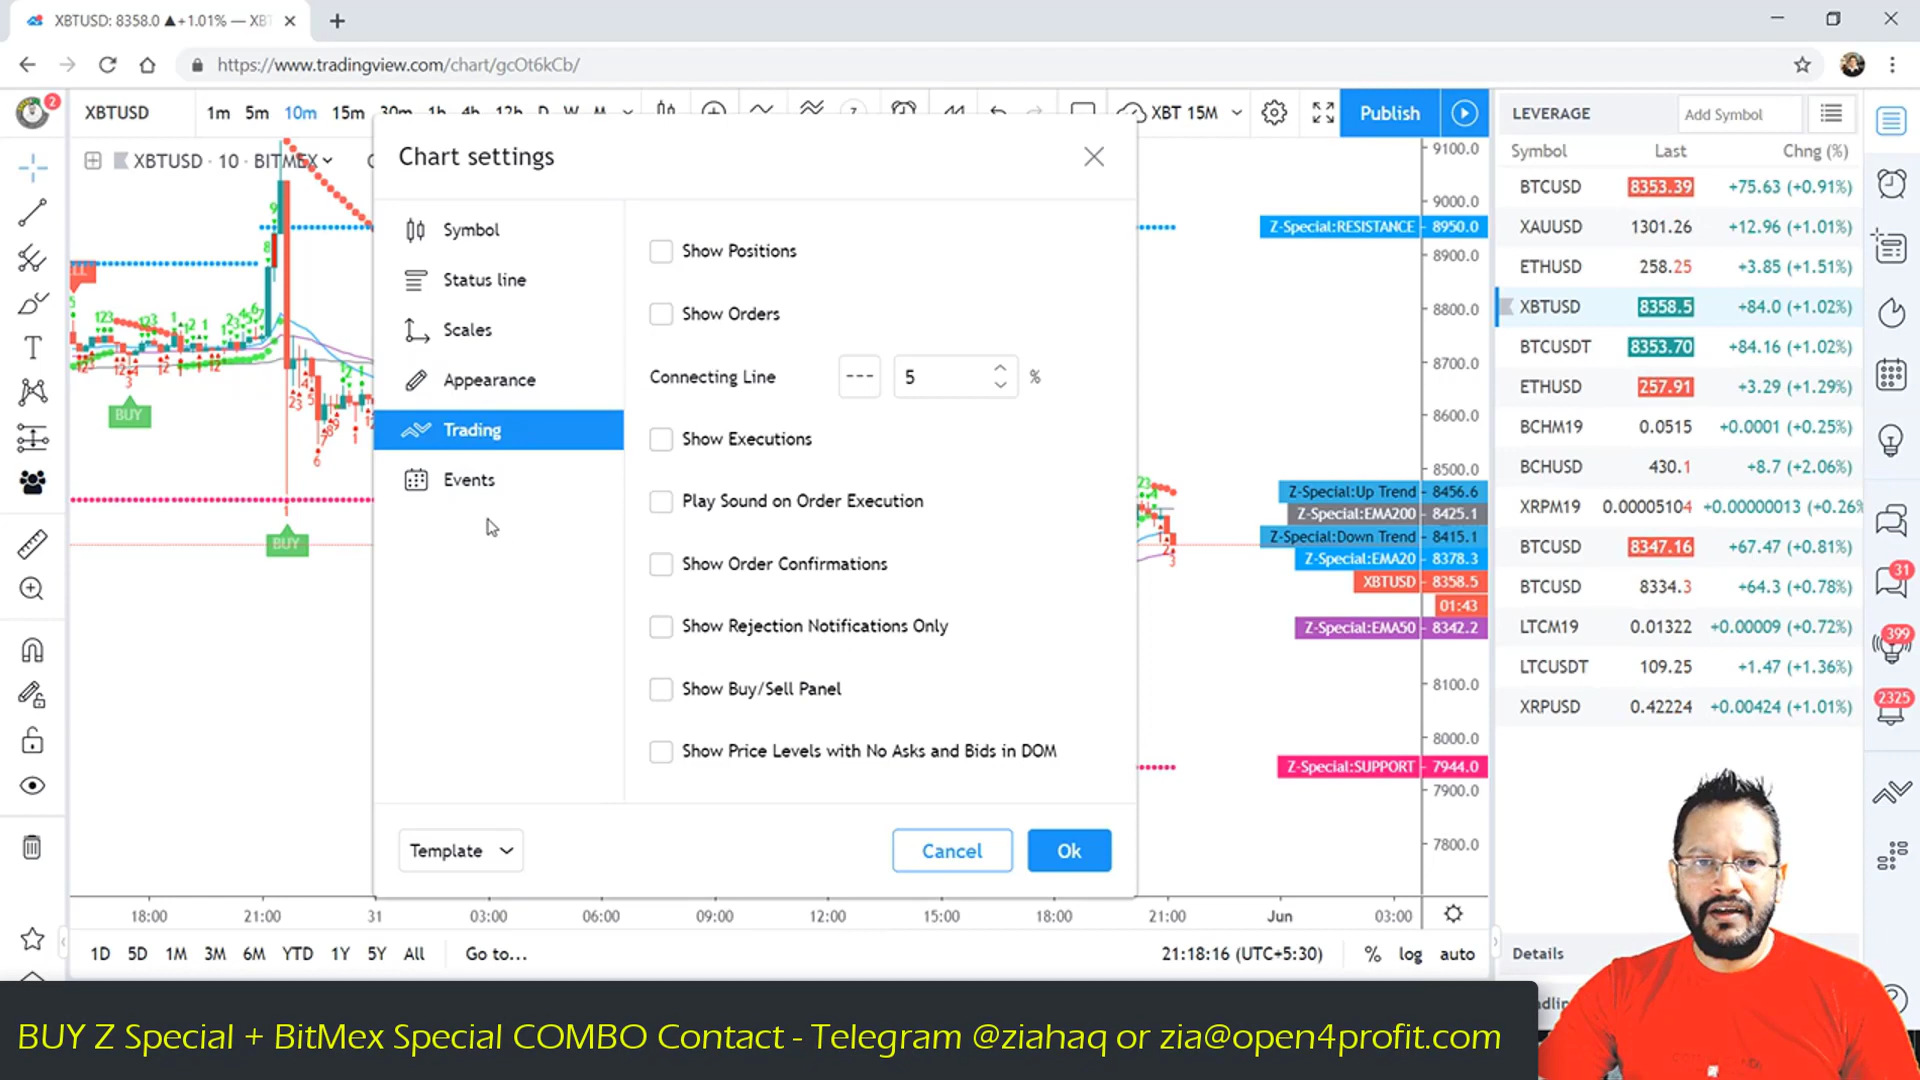 XBTUSD: 8358.0 ▲+1.01% — XBT
https://www.tradingview.com/chart/gcOt6kCb/
2
XBTUSD
1m 5m 10m 15m 30m 1h 4h 12h D W M
XBT 15M
Publish
XBTUSD · 10 · BITMEX
Chart settings
Symbol
Status line
Scales
Appearance
Trading
Events
Show Positions
Show Orders
Connecting Line --- 5 %
Show Executions
Play Sound on Order Execution
Show Order Confirmations
Show Rejection Notifications Only
Show Buy/Sell Panel
Show Price Levels with No Asks and Bids in DOM
Template
Cancel
Ok
BUY
BUY
9100.0
9000.0
Z-Special:RESISTANCE 8950.0
8900.0
8800.0
8700.0
8600.0
8500.0
Z-Special:Up Trend 8456.6
Z-Special:EMA200 8425.1
Z-Special:Down Trend 8415.1
Z-Special:EMA20 8378.3
XBTUSD 8358.5
01:43
Z-Special:EMA50 8342.2
8100.0
8000.0
Z-Special:SUPPORT 7944.0
7900.0
7800.0
18:00 21:00 31 03:00 06:00 09:00 12:00 15:00 18:00 21:00 Jun 03:00
1D 5D 1M 3M 6M YTD 1Y 5Y All Go to...
21:18:16 (UTC+5:30) % log auto
LEVERAGE
Add Symbol
Symbol Last Chng (%)
BTCUSD 8353.39 +75.63 (+0.91%)
XAUUSD 1301.26 +12.96 (+1.01%)
ETHUSD 258.25 +3.85 (+1.51%)
XBTUSD 8358.5 +84.0 (+1.02%)
BTCUSDT 8353.70 +84.16 (+1.02%)
ETHUSD 257.91 +3.29 (+1.29%)
BCHM19 0.0515 +0.0001 (+0.25%)
BCHUSD 430.1 +8.7 (+2.06%)
XRPM19 0.00005104 +0.00000013 (+0.26%
BTCUSD 8347.16 +67.47 (+0.81%)
BTCUSD 8334.3 +64.3 (+0.78%)
LTCM19 0.01322 +0.00009 (+0.72%)
LTCUSDT 109.25 +1.47 (+1.36%)
XRPUSD 0.42224 +0.00424 (+1.01%)
31
399
2325
Details
BUY Z Special + BitMex Special COMBO Contact - Telegram @ziahaq or zia@open4profit.com